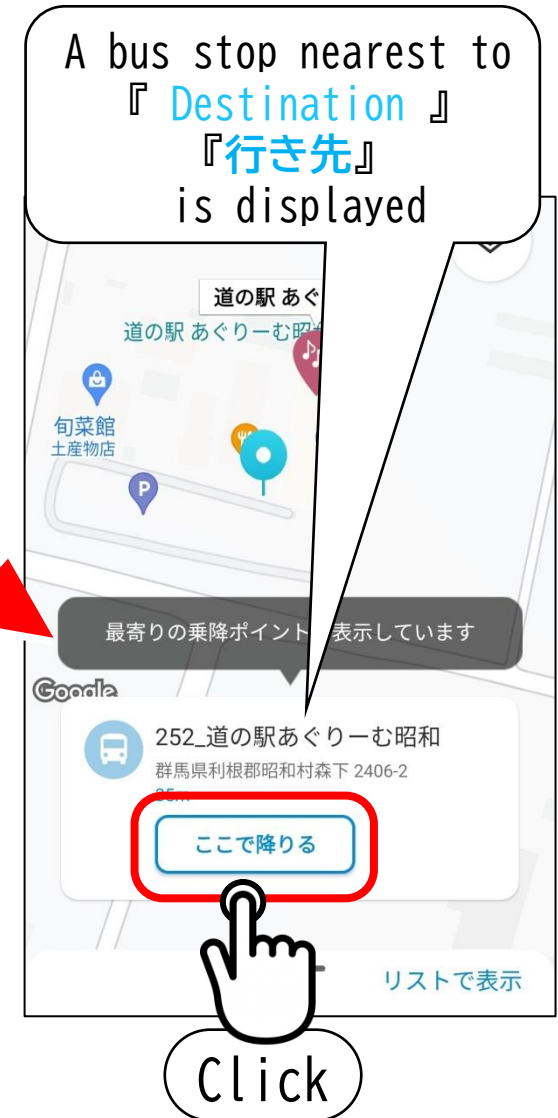 A bus stop nearest to
『 Destination 』
『行き先』
is displayed
道の駅 あぐ
道の駅 あぐりーむ昭
旬菜館
土産物店
P
最寄りの乗降ポイント 表示しています
Google
252_道の駅あぐりーむ昭和
群馬県利根郡昭和村森下 2406-2
ここで降りる
リストで表示
Click